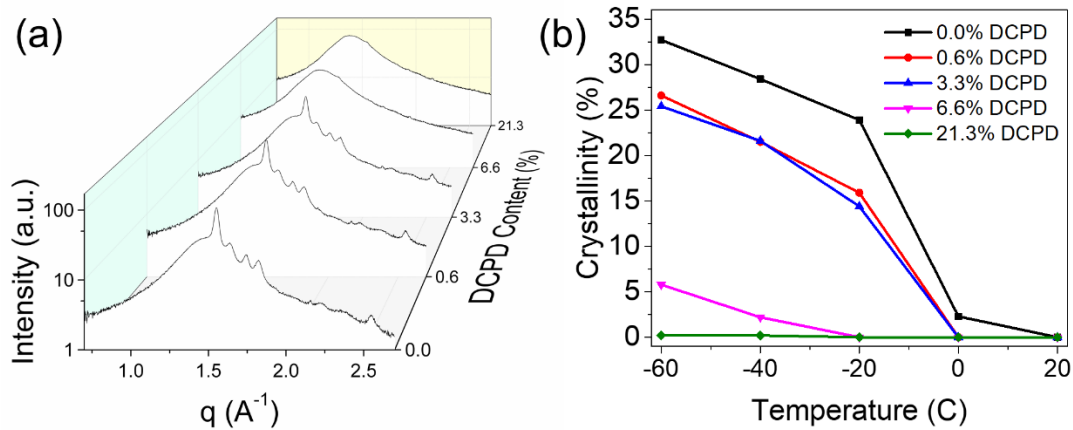 (a)
Intensity (a.u.)
100
10
1
1.0
1.5
2.0
2.5
q (A⁻¹)
0.0
0.6
3.3
6.6
21.3
DCPD Content (%)
(b)
Crystallinity (%)
35
30
25
20
15
10
5
0
-60
-40
-20
0
20
Temperature (C)
0.0% DCPD
0.6% DCPD
3.3% DCPD
6.6% DCPD
21.3% DCPD